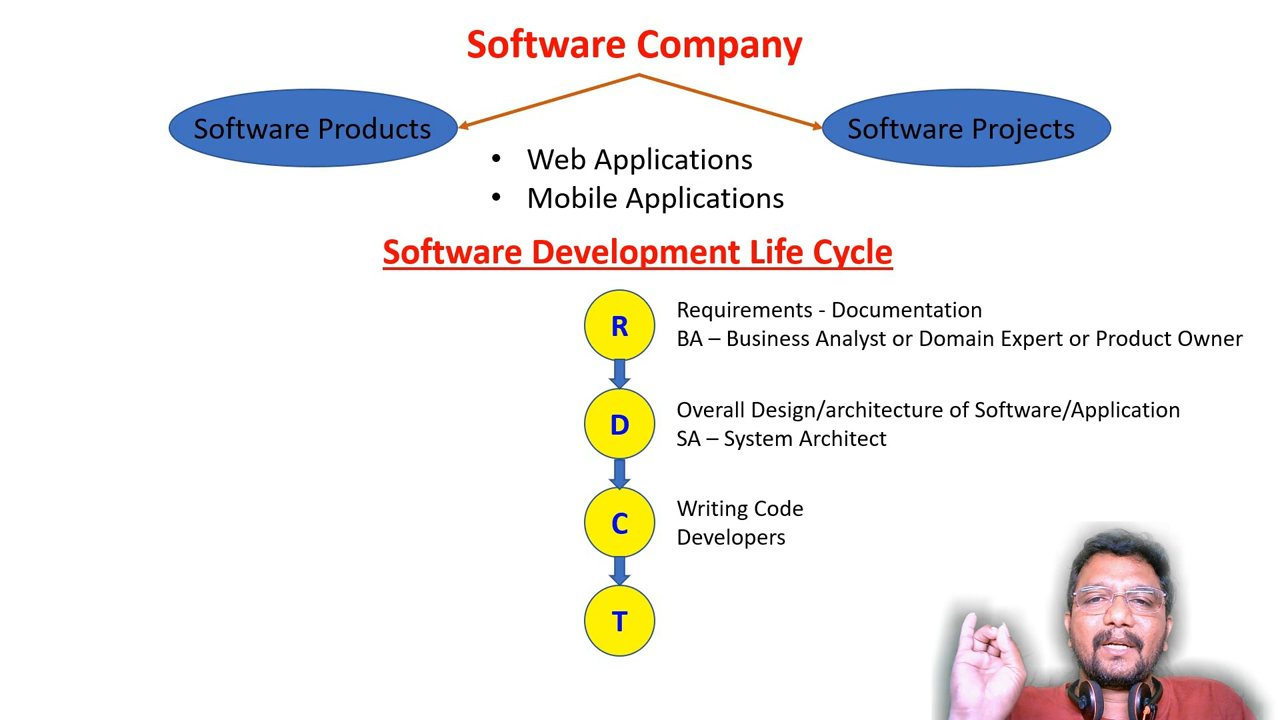 Software Company
Software Products
Software Projects
• Web Applications
• Mobile Applications
Software Development Life Cycle
R
Requirements - Documentation
BA – Business Analyst or Domain Expert or Product Owner
D
Overall Design/architecture of Software/Application
SA – System Architect
C
Writing Code
Developers
T